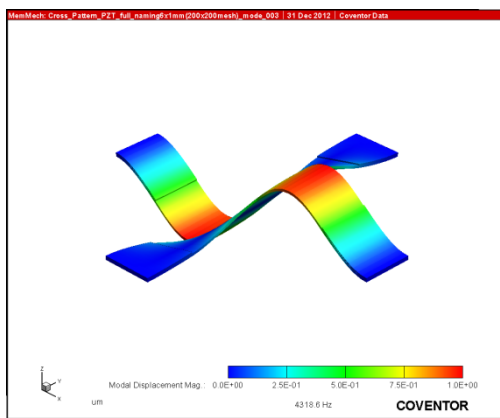 MemMech: Cross_Pattern_PZT_full_naming6x1mm(200x200mesh)_mode_003 | 31 Dec 2012 | Coventor Data
Z
Y
X
Modal Displacement Mag.: 0.0E+00 2.5E-01 5.0E-01 7.5E-01 1.0E+00
um
4318.6 Hz
COVENTOR